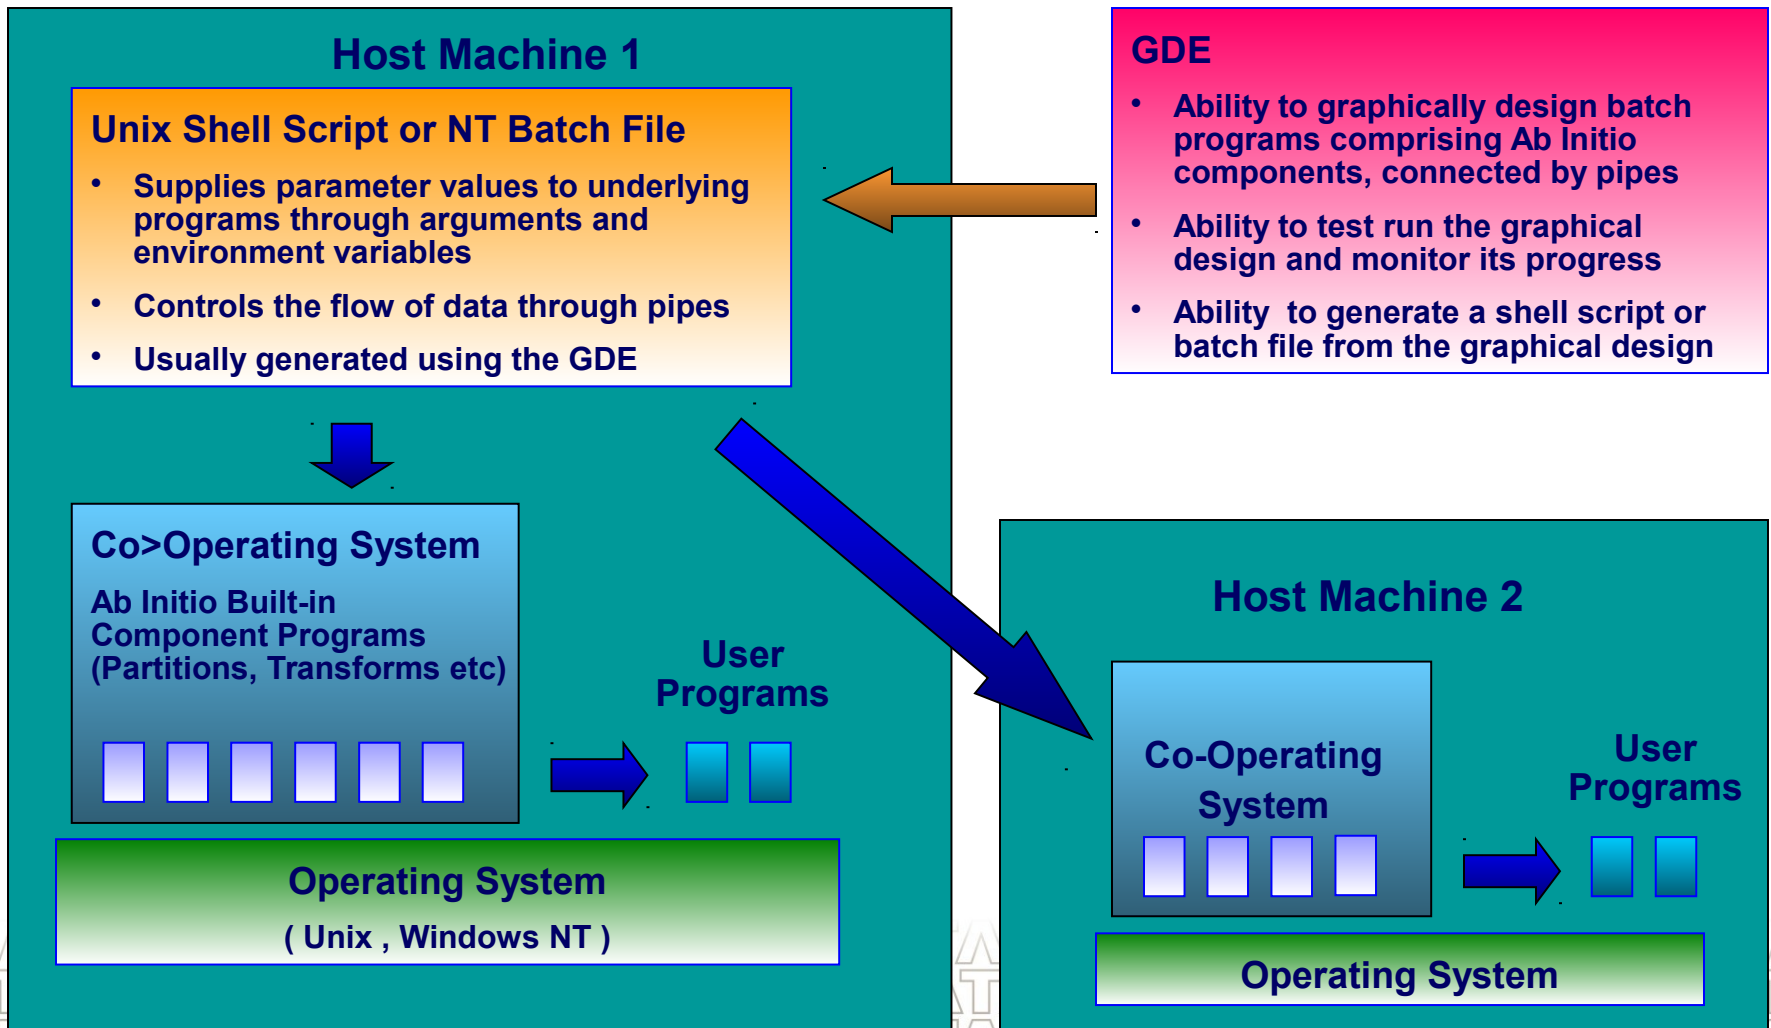 Host Machine 1
Unix Shell Script or NT Batch File
• Supplies parameter values to underlying
programs through arguments and
environment variables
• Controls the flow of data through pipes
• Usually generated using the GDE
GDE
• Ability to graphically design batch
programs comprising Ab Initio
components, connected by pipes
• Ability to test run the graphical
design and monitor its progress
• Ability to generate a shell script or
batch file from the graphical design
Co>Operating System
Ab Initio Built-in
Component Programs
(Partitions, Transforms etc)
User
Programs
Operating System
( Unix , Windows NT )
Host Machine 2
Co-Operating
System
User
Programs
Operating System